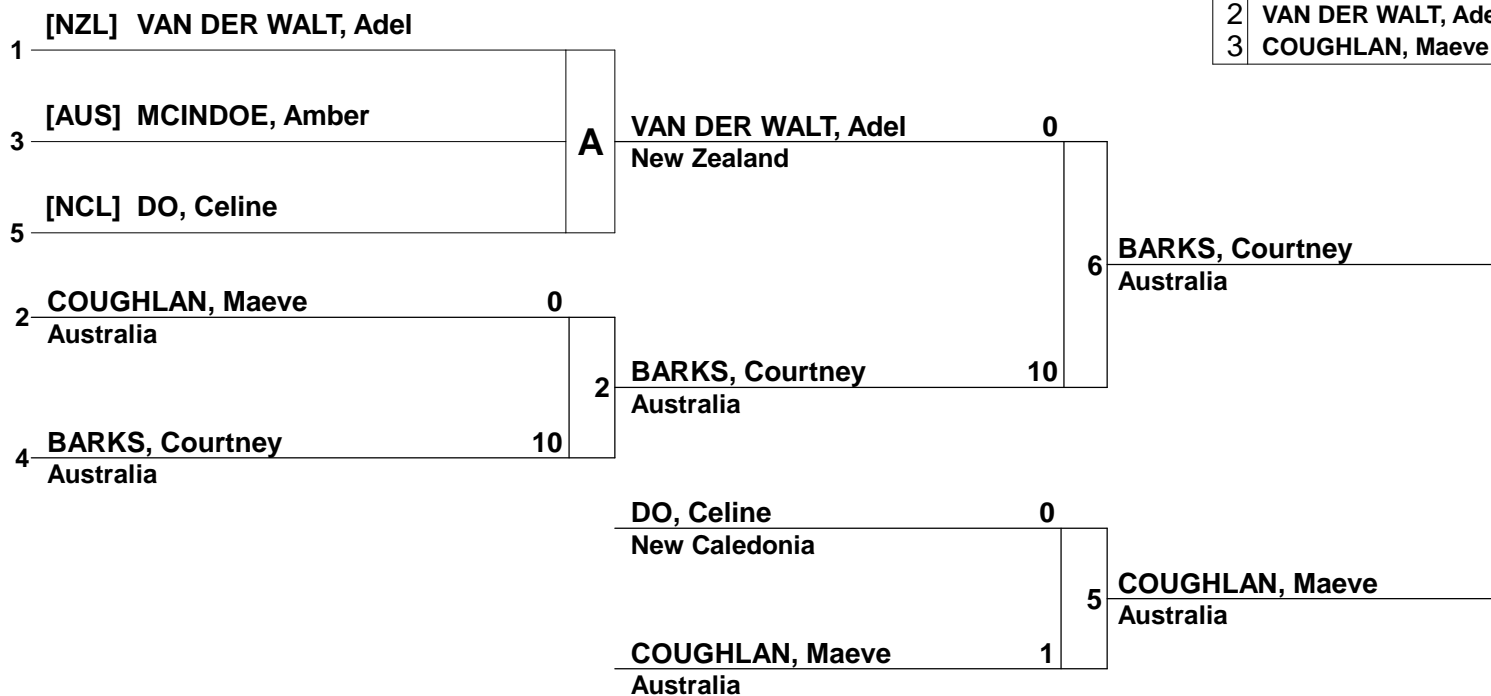 [NZL] VAN DER WALT, Adel
1
[AUS] MCINDOE, Amber
3
[NCL] DO, Celine
5
A
COUGHLAN, Maeve 0
2
Australia
2
BARKS, Courtney 10
4
Australia
VAN DER WALT, Adel 0
New Zealand
BARKS, Courtney 10
Australia
6
DO, Celine 0
New Caledonia
5
COUGHLAN, Maeve 1
Australia
BARKS, Courtney
Australia
COUGHLAN, Maeve
Australia
2 VAN DER WALT,
3 COUGHLAN, Maeve